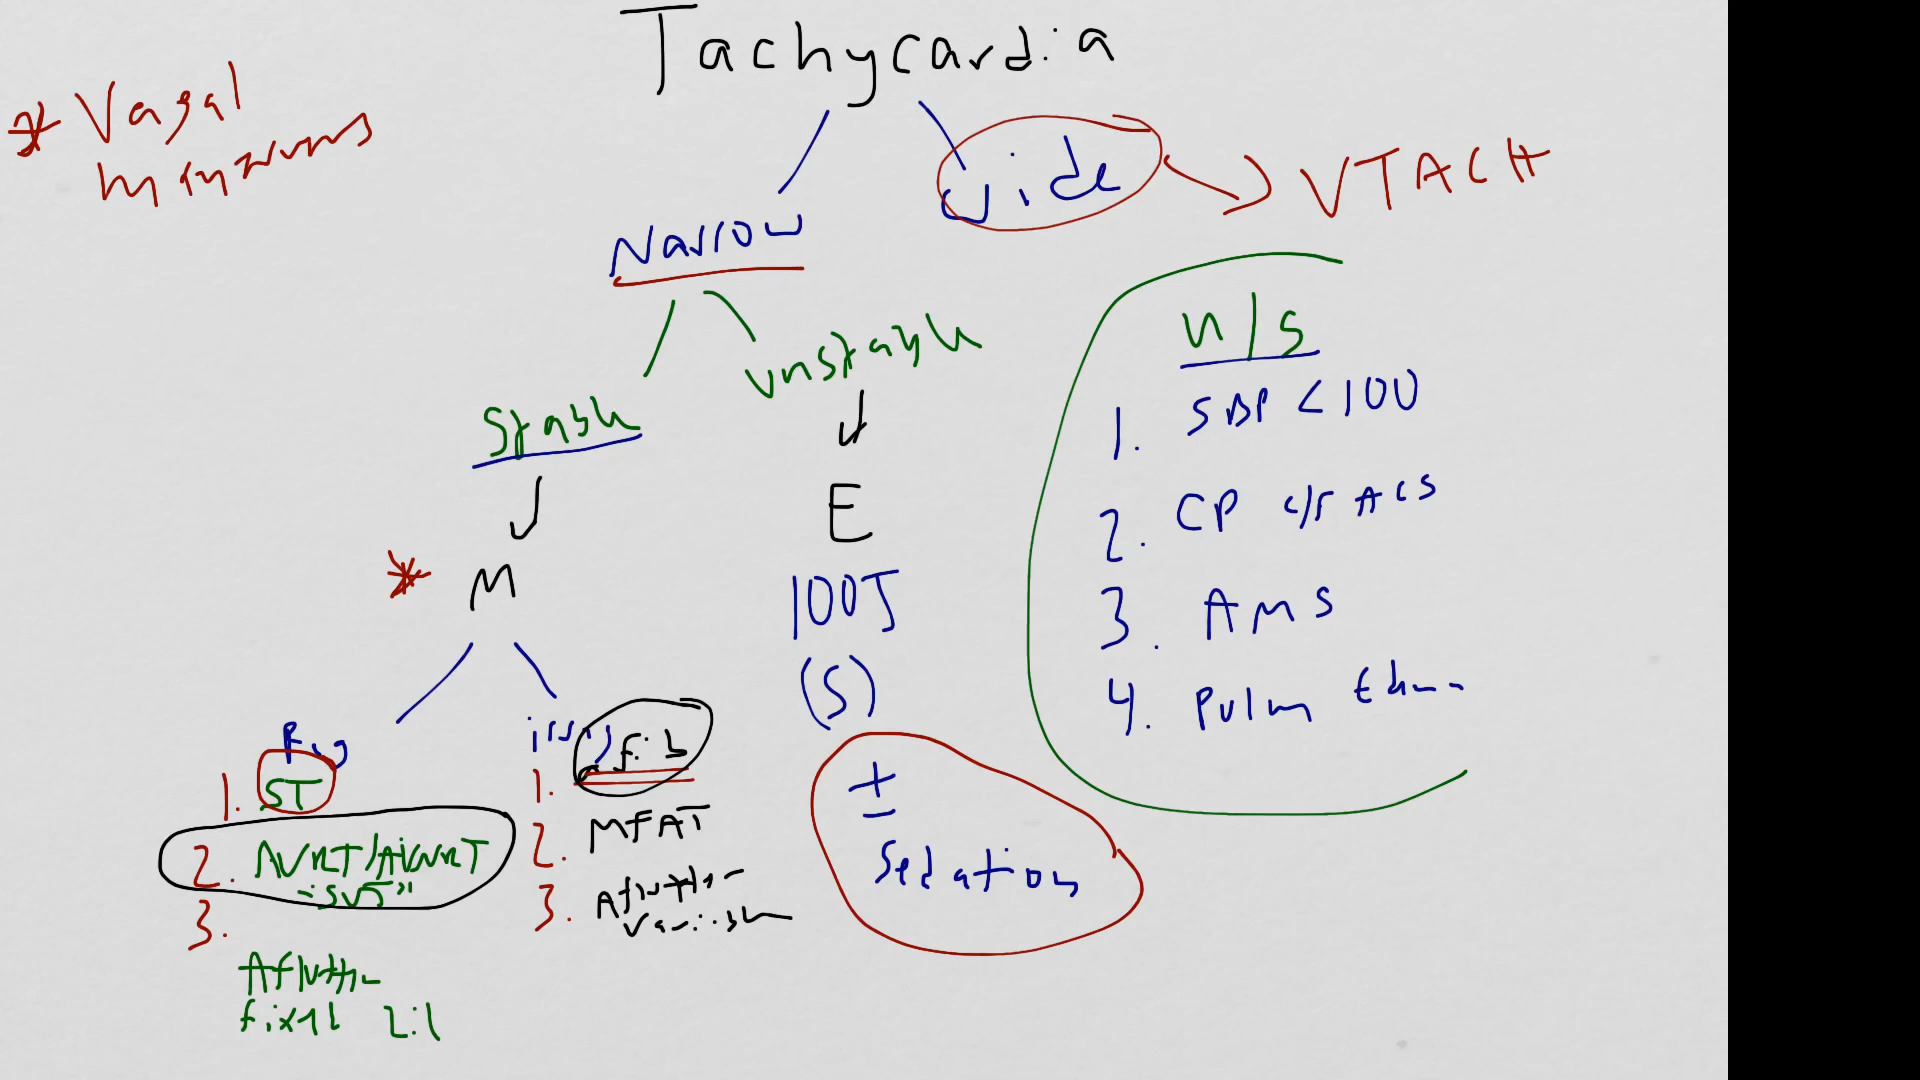 Tachycardia
* Vagal
wide → VTACH
Narrow
Stable
unstable
u/s
1. SBP < 100
2. CP c/f ACS
3. AMS
4. Pulm Edema
E
100J
(S)
±
Sedation
* M
Reg
1. ST
2. AVRT/AVNRT
"SVT"
3.
Aflutter
fixed 2:1
irreg
1. afib
2. MFAT
3. Aflutter
Variable